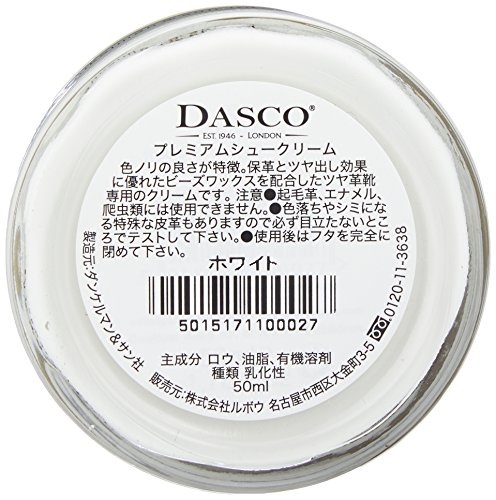 DASCO®
EST. 1946 - LONDON
プレミアムシュークリーム
色ノリの良さが特徴。保革とツヤ出し効果
に優れたビーズワックスを配合したツヤ革靴
専用のクリームです。注意●起毛革、エナメル、
爬虫類には使用できません。●色落ちやシミにな
る特殊な皮革もありますので必ず目立たないとこ
ろでテストして下さい。●使用後はフタを完全に
閉めて下さい。
ホワイト
5015171100027
主成分 ロウ、油脂、有機溶剤
種類 乳化性
50ml
製造元:ダンケルマン&サン社
販売元:株式会社ルボウ 名古屋市西区大金町3-5 0120-11-3638